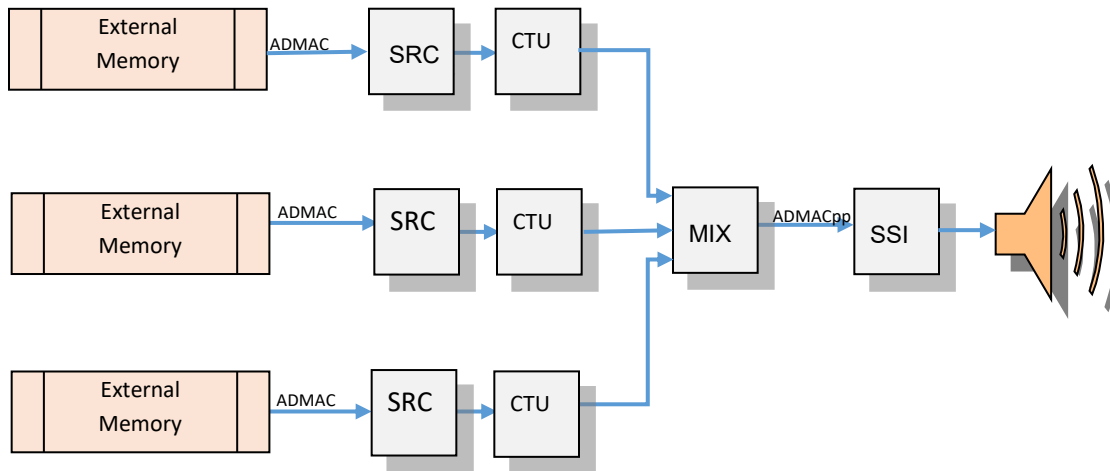 External
Memory
ADMAC
SRC
CTU
External
Memory
ADMAC
SRC
CTU
MIX
ADMACpp
SSI
External
Memory
ADMAC
SRC
CTU